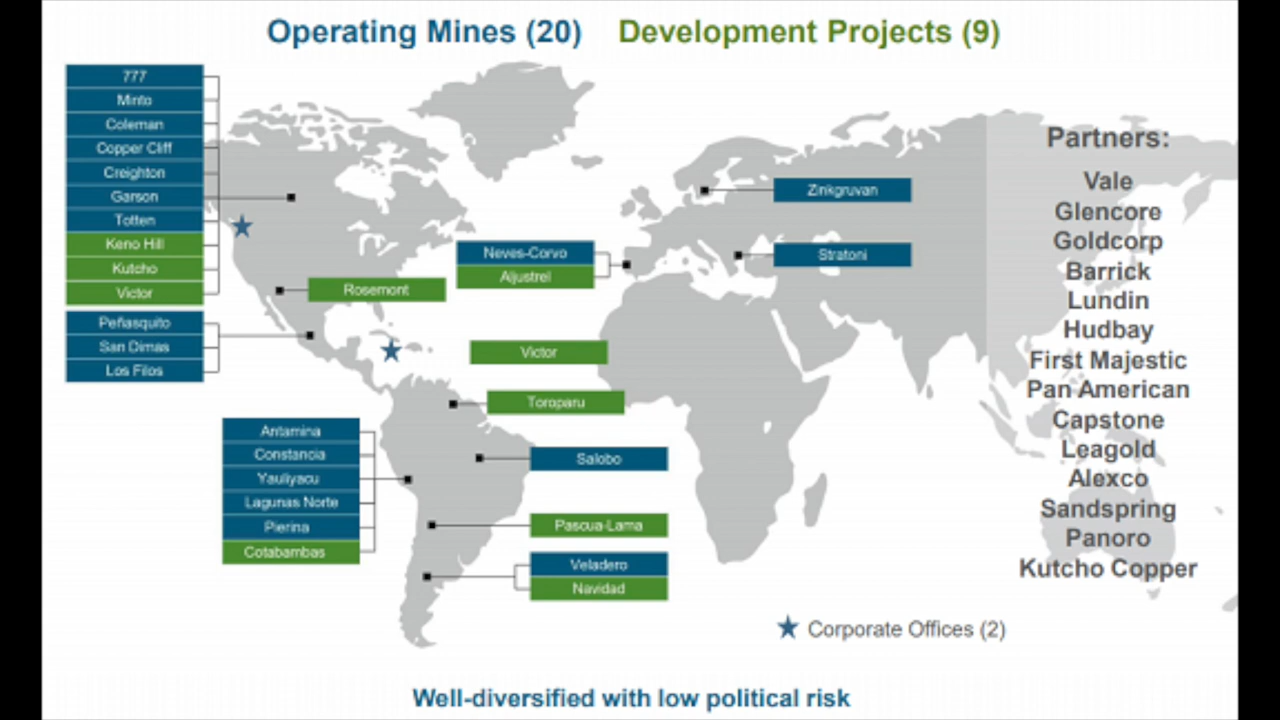 Operating Mines (20) Development Projects (9)
777
Minto
Coleman
Copper Cliff
Creighton
Garson
Totten
Keno Hill
Kutcho
Victor
Peñasquito
San Dimas
Los Filos
Rosemont
Neves-Corvo
Aljustrel
Zinkgruvan
Stratoni
Victor
Toroparu
Antamina
Constancia
Yauliyacu
Lagunas Norte
Pierina
Cotabambas
Salobo
Pascua-Lama
Veladero
Navidad
Partners:
Vale
Glencore
Goldcorp
Barrick
Lundin
Hudbay
First Majestic
Pan American
Capstone
Leagold
Alexco
Sandspring
Panoro
Kutcho Copper
Corporate Offices (2)
Well-diversified with low political risk